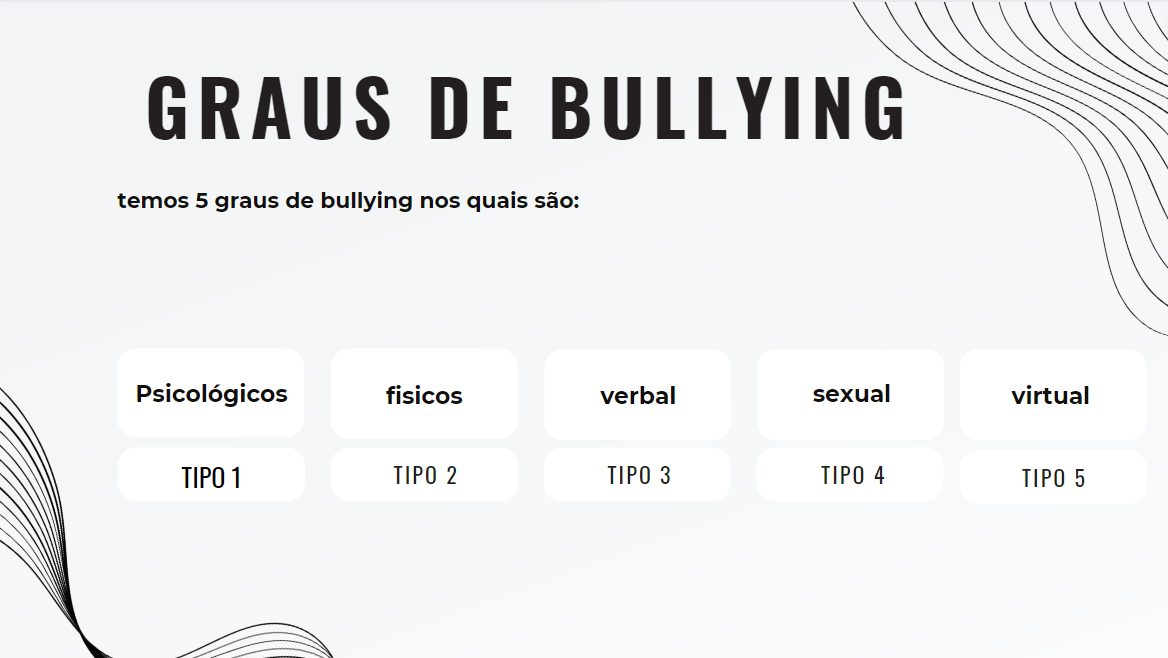 GRAUS DE BULLYING
temos 5 graus de bullying nos quais são:
Psicológicos
fisicos
verbal
sexual
virtual
TIPO 1
TIPO 2
TIPO 3
TIPO 4
TIPO 5